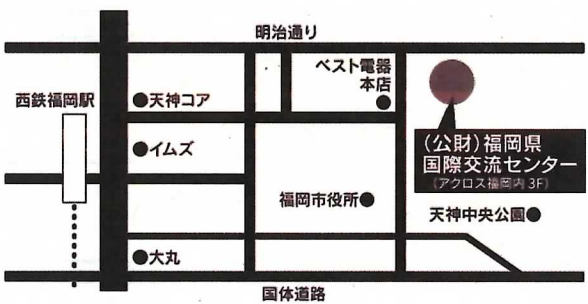 明治通り
ベスト電器
本店
西鉄福岡駅
●天神コア
(公財)福岡県
国際交流センター
(アクロス福岡内 3F)
●イムズ
福岡市役所●
天神中央公園●
●大丸
国体道路